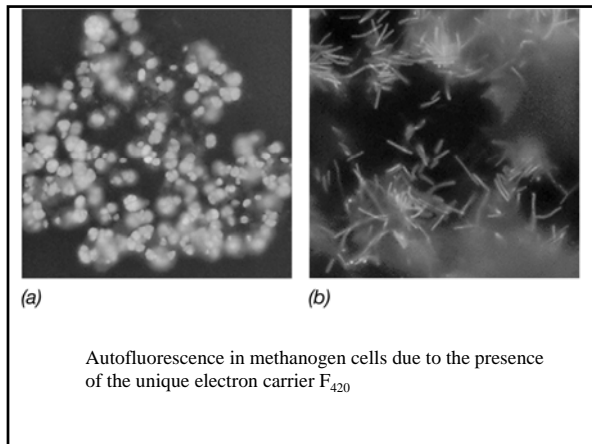 (a)
(b)
Autofluorescence in methanogen cells due to the presence
of the unique electron carrier F₄₂₀